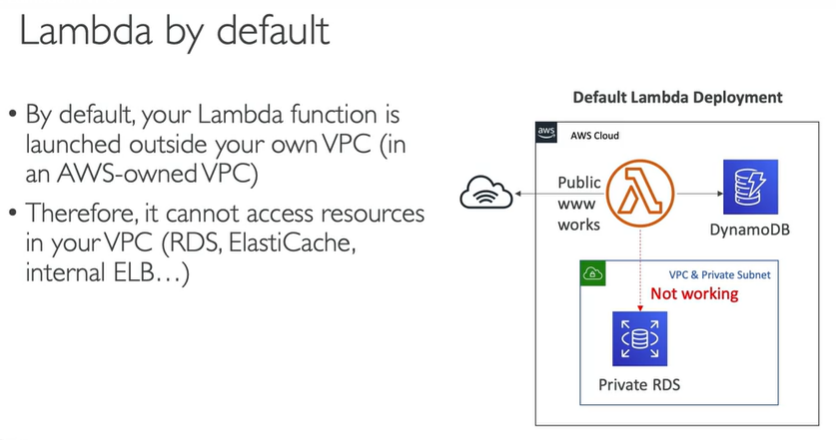 Lambda by default
• By default, your Lambda function is
launched outside your own VPC (in
an AWS-owned VPC)
• Therefore, it cannot access resources
in your VPC (RDS, ElastiCache,
internal ELB…)
Default Lambda Deployment
aws
AWS Cloud
Public
www
works
DynamoDB
VPC & Private Subnet
Not working
Private RDS